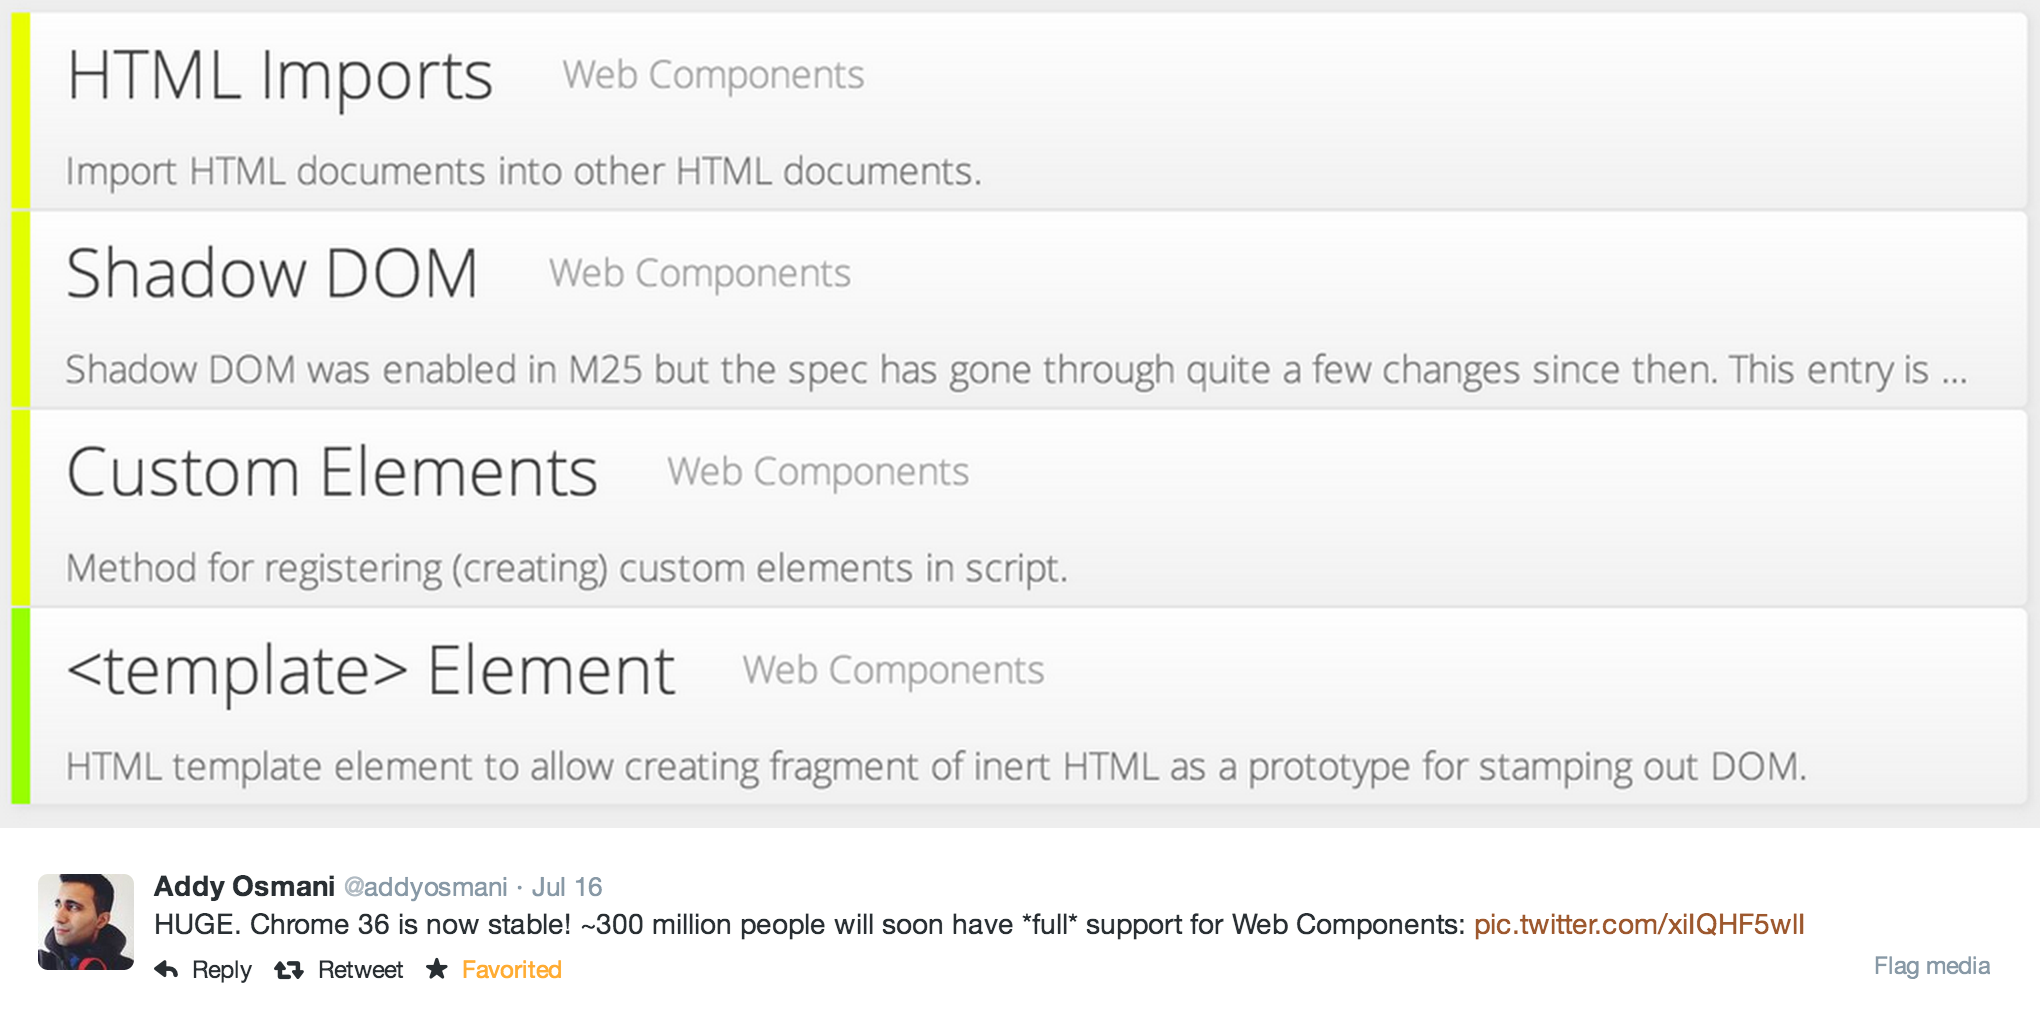 HTML Imports Web Components
Import HTML documents into other HTML documents.
Shadow DOM Web Components
Shadow DOM was enabled in M25 but the spec has gone through quite a few changes since then. This entry is ...
Custom Elements Web Components
Method for registering (creating) custom elements in script.
<template> Element Web Components
HTML template element to allow creating fragment of inert HTML as a prototype for stamping out DOM.
Addy Osmani @addyosmani · Jul 16
HUGE. Chrome 36 is now stable! ~300 million people will soon have *full* support for Web Components: pic.twitter.com/xiIQHF5wlI
Reply Retweet Favorited
Flag media